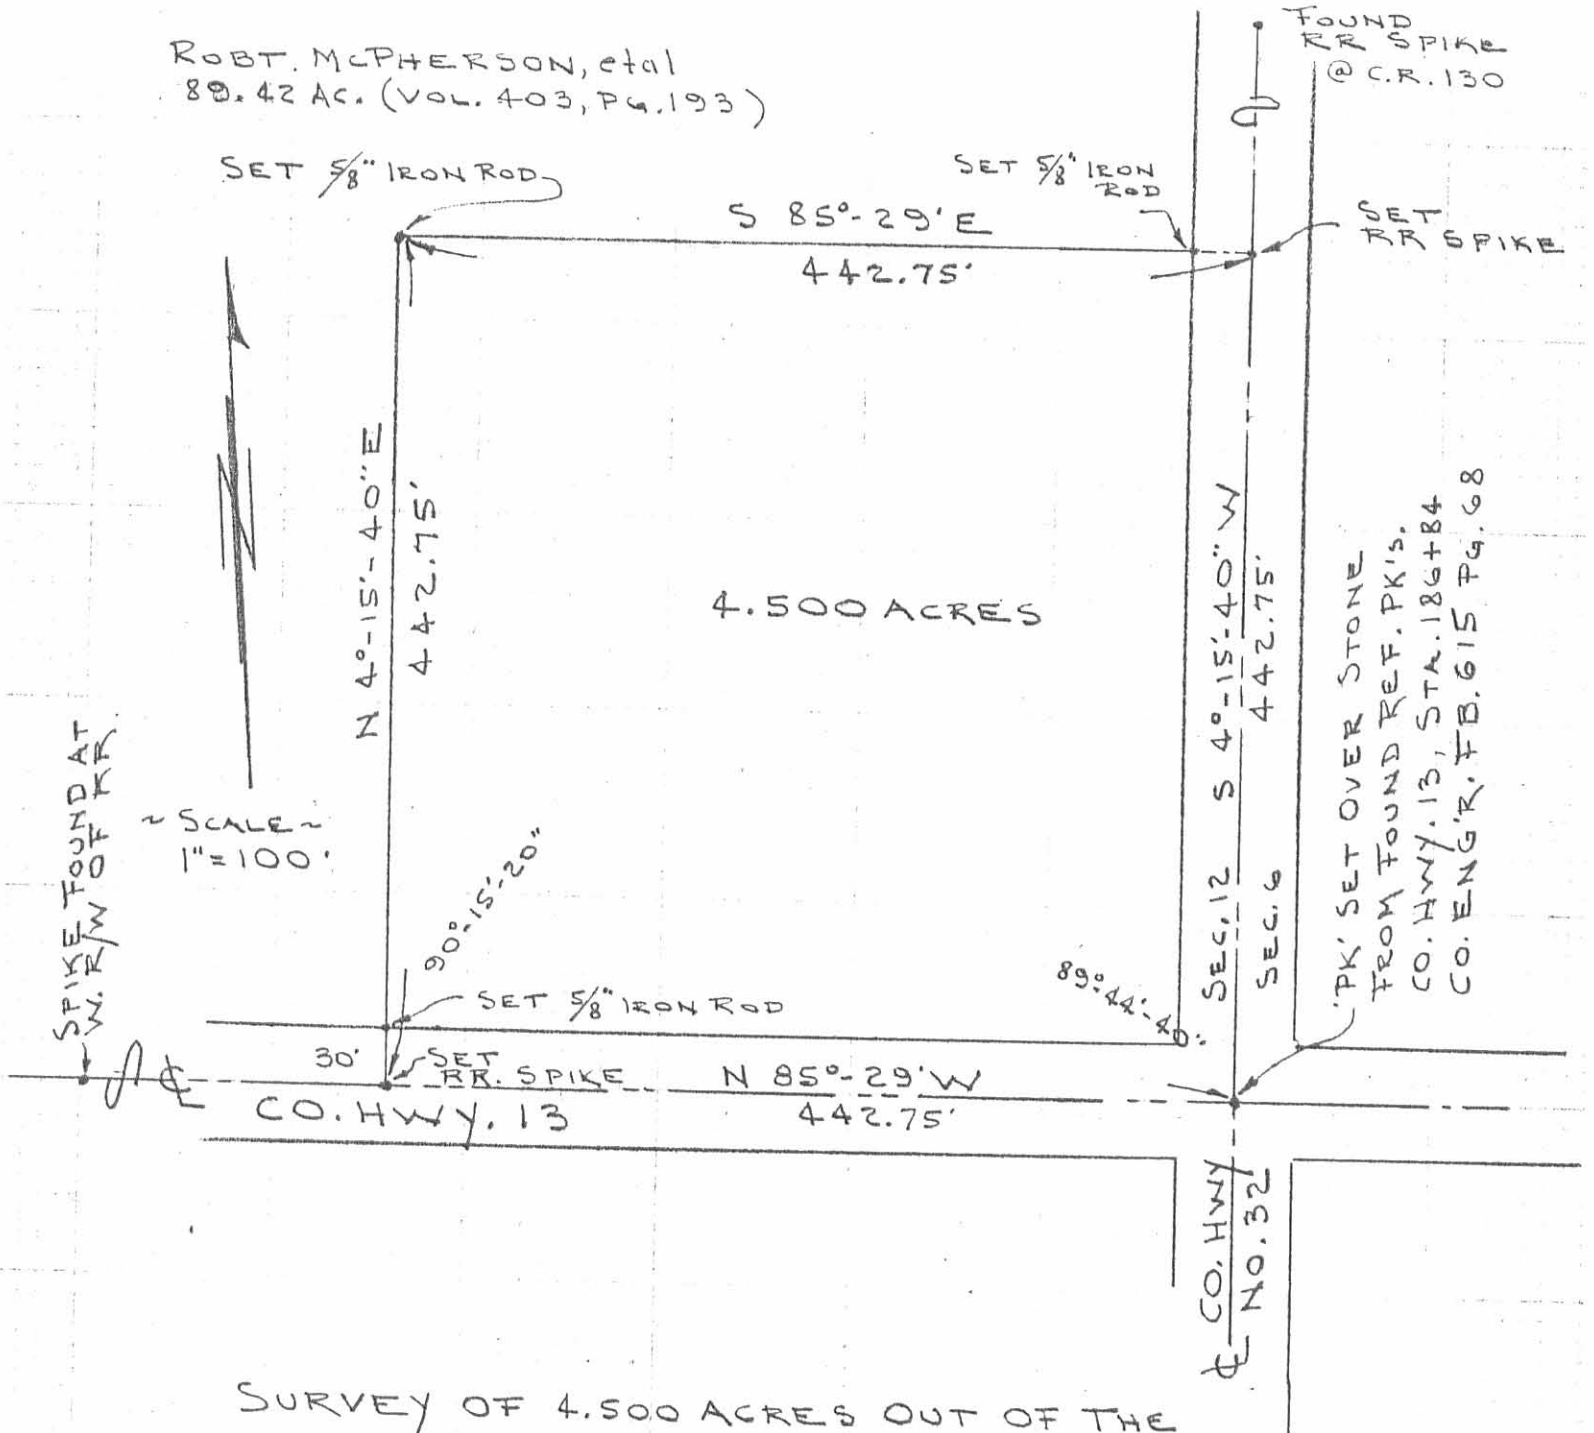 ROBT. McPHERSON, etal
89.42 AC. (VOL. 403, PG. 193)
FOUND
RR SPIKE
@ C.R. 130
SET 5/8" IRON ROD
SET 5/8" IRON
ROD
SET
RR SPIKE
S 85°-29' E
442.75'
N 4°-15'-40" E
442.75'
N
~ SCALE ~
1" = 100'
4.500 ACRES
S 4°-15'-40" W
442.75'
SEC. 12
SEC. 6
'PK' SET OVER STONE
FROM FOUND REF. PK's.
CO. HWY. 13, STA. 186+84
CO. ENG'R. FB. 615 PG. 68
SPIKE FOUND AT
W. R/W OF RR.
90°-15'-20"
89°-44'-40"
SET 5/8" IRON ROD
30'
SET
RR. SPIKE
N 85°-29' W
442.75'
℄ CO. HWY. 13
℄ CO. HWY
NO. 32
SURVEY OF 4.500 ACRES OUT OF THE